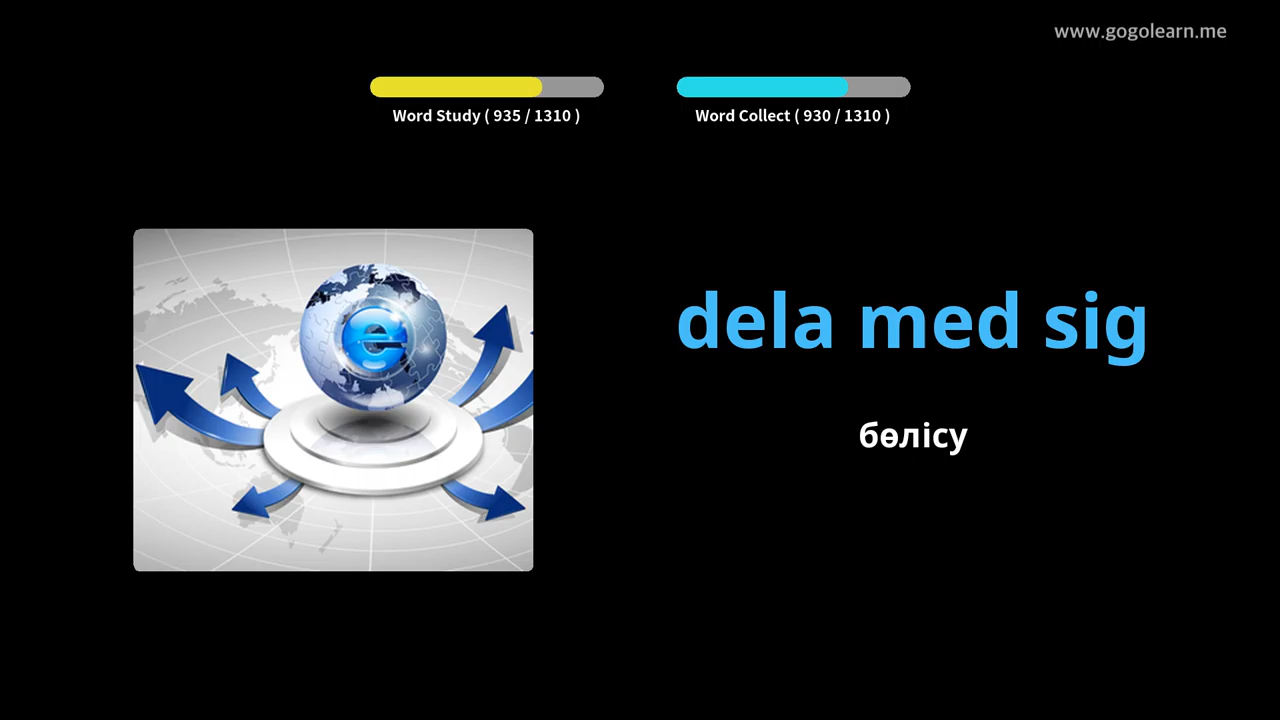 www.gogolearn.me
Word Study ( 935 / 1310 )
Word Collect ( 930 / 1310 )
e
dela med sig
бөлісу